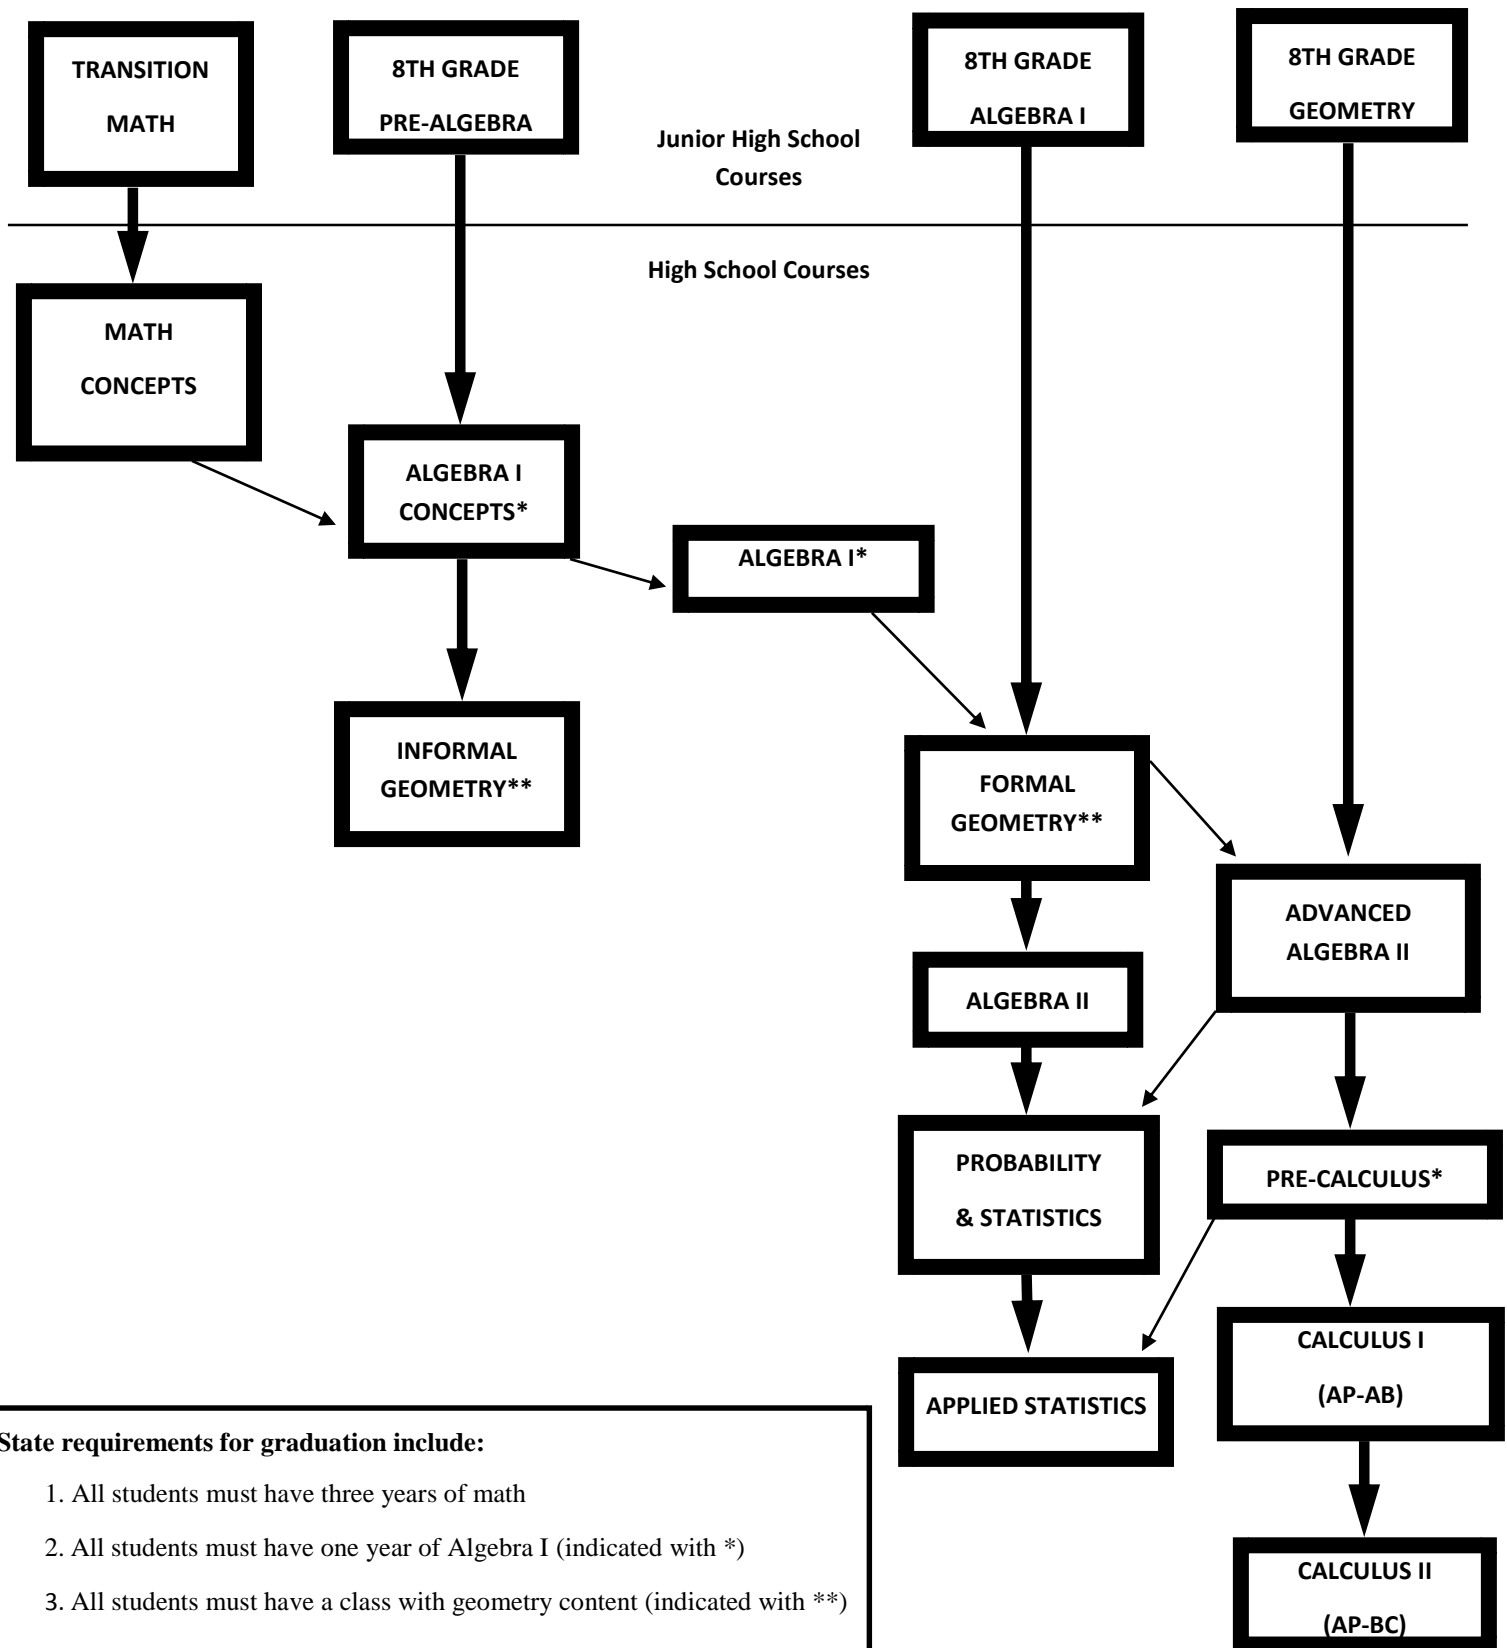 TRANSITION
MATH
8TH GRADE
PRE-ALGEBRA
Junior High School
Courses
8TH GRADE
ALGEBRA I
8TH GRADE
GEOMETRY
High School Courses
MATH
CONCEPTS
ALGEBRA I
CONCEPTS*
ALGEBRA I*
INFORMAL
GEOMETRY**
FORMAL
GEOMETRY**
ADVANCED
ALGEBRA II
ALGEBRA II
PROBABILITY
& STATISTICS
PRE-CALCULUS*
APPLIED STATISTICS
CALCULUS I
(AP-AB)
CALCULUS II
(AP-BC)
State requirements for graduation include:
1. All students must have three years of math
2. All students must have one year of Algebra I (indicated with *)
3. All students must have a class with geometry content (indicated with **)